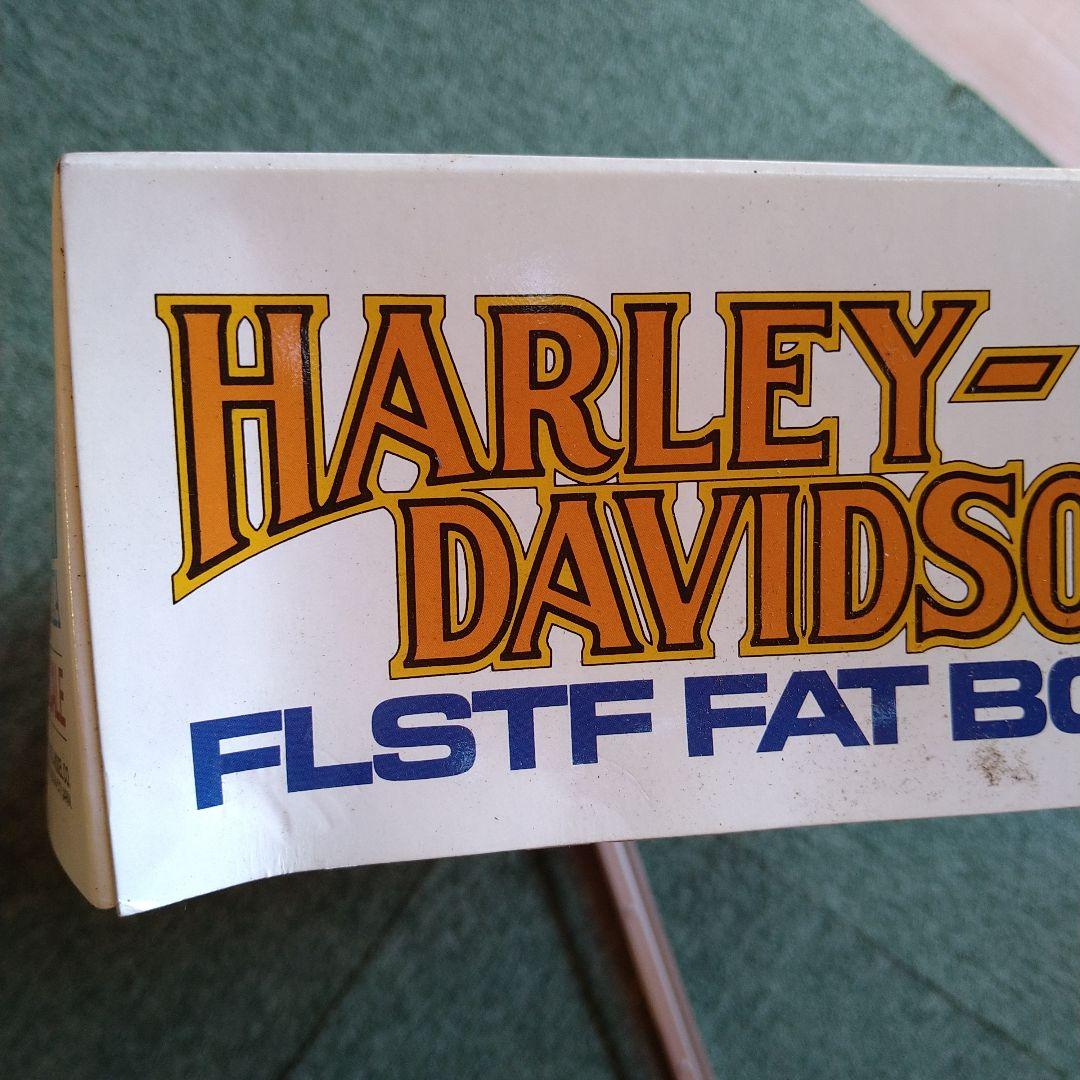 HARLEY-
DAVIDSO
FLSTF FAT BO